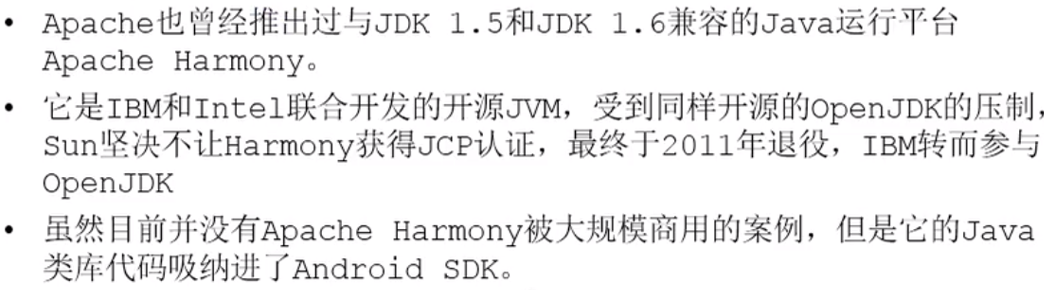 • Apache也曾经推出过与JDK 1.5和JDK 1.6兼容的Java运行平台
Apache Harmony。
• 它是IBM和Intel联合开发的开源JVM，受到同样开源的OpenJDK的压制，
Sun坚决不让Harmony获得JCP认证，最终于2011年退役，IBM转而参与
OpenJDK
• 虽然目前并没有Apache Harmony被大规模商用的案例，但是它的Java
类库代码吸纳进了Android SDK。